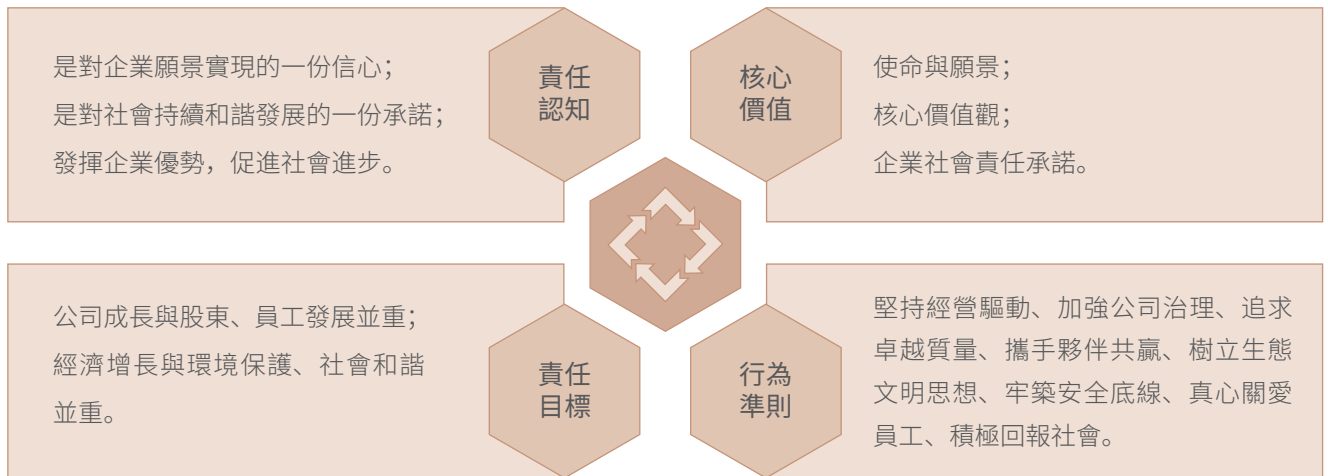 責任
認知
是對企業願景實現的一份信心；
是對社會持續和諧發展的一份承諾；
發揮企業優勢，促進社會進步。
核心
價值
使命與願景；
核心價值觀；
企業社會責任承諾。
責任
目標
公司成長與股東、員工發展並重；
經濟增長與環境保護、社會和諧
並重。
行為
準則
堅持經營驅動、加強公司治理、追求
卓越質量、攜手夥伴共贏、樹立生態
文明思想、牢築安全底線、真心關愛
員工、積極回報社會。